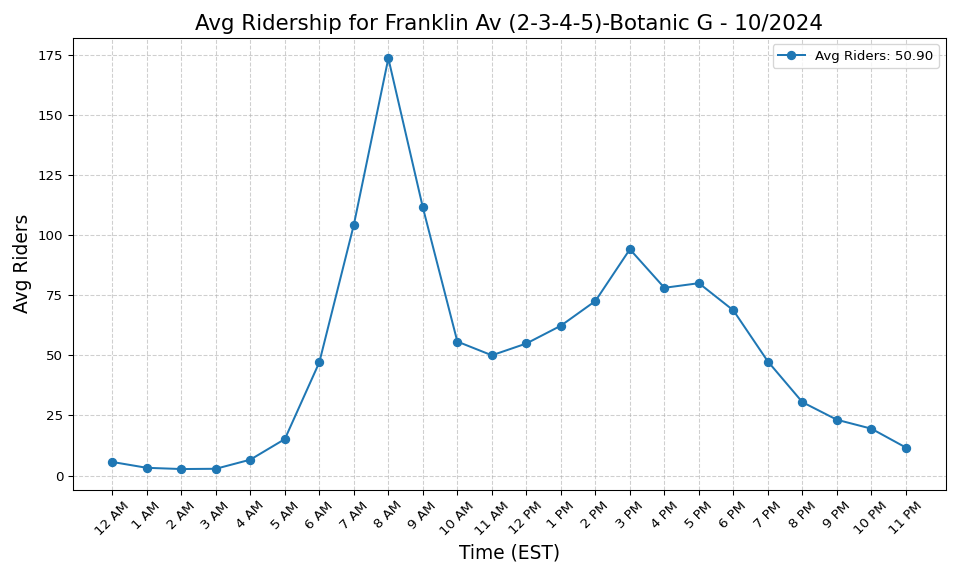 Avg Ridership for Franklin Av (2-3-4-5)-Botanic G - 10/2024
Avg Riders: 50.90
Avg Riders
175
150
125
100
75
50
25
0
12 AM
1 AM
2 AM
3 AM
4 AM
5 AM
6 AM
7 AM
8 AM
9 AM
10 AM
11 AM
12 PM
1 PM
2 PM
3 PM
4 PM
5 PM
6 PM
7 PM
8 PM
9 PM
10 PM
11 PM
Time (EST)